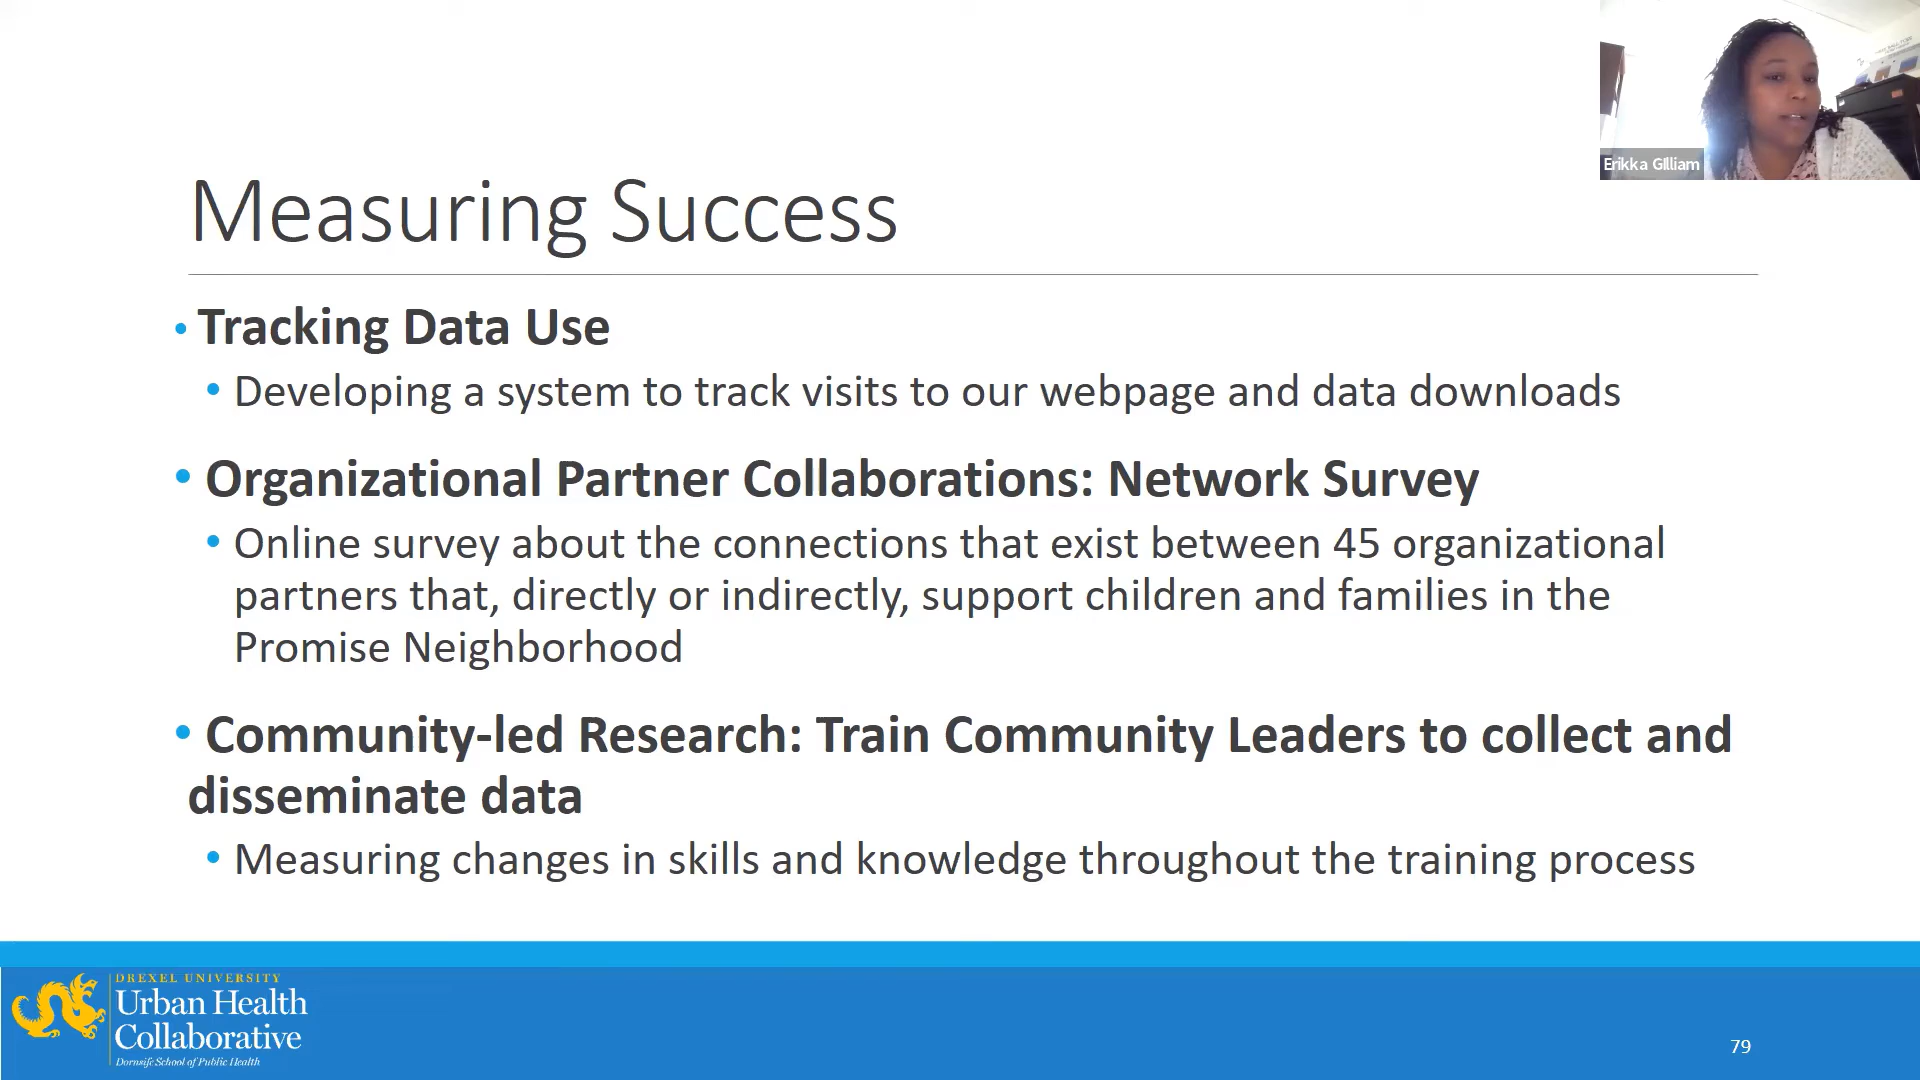 Erikka GIlliam
Measuring Success
• Tracking Data Use
• Developing a system to track visits to our webpage and data downloads
• Organizational Partner Collaborations: Network Survey
• Online survey about the connections that exist between 45 organizational
partners that, directly or indirectly, support children and families in the
Promise Neighborhood
• Community-led Research: Train Community Leaders to collect and
disseminate data
• Measuring changes in skills and knowledge throughout the training process
DREXEL UNIVERSITY
Urban Health
Collaborative
Dornsife School of Public Health
79